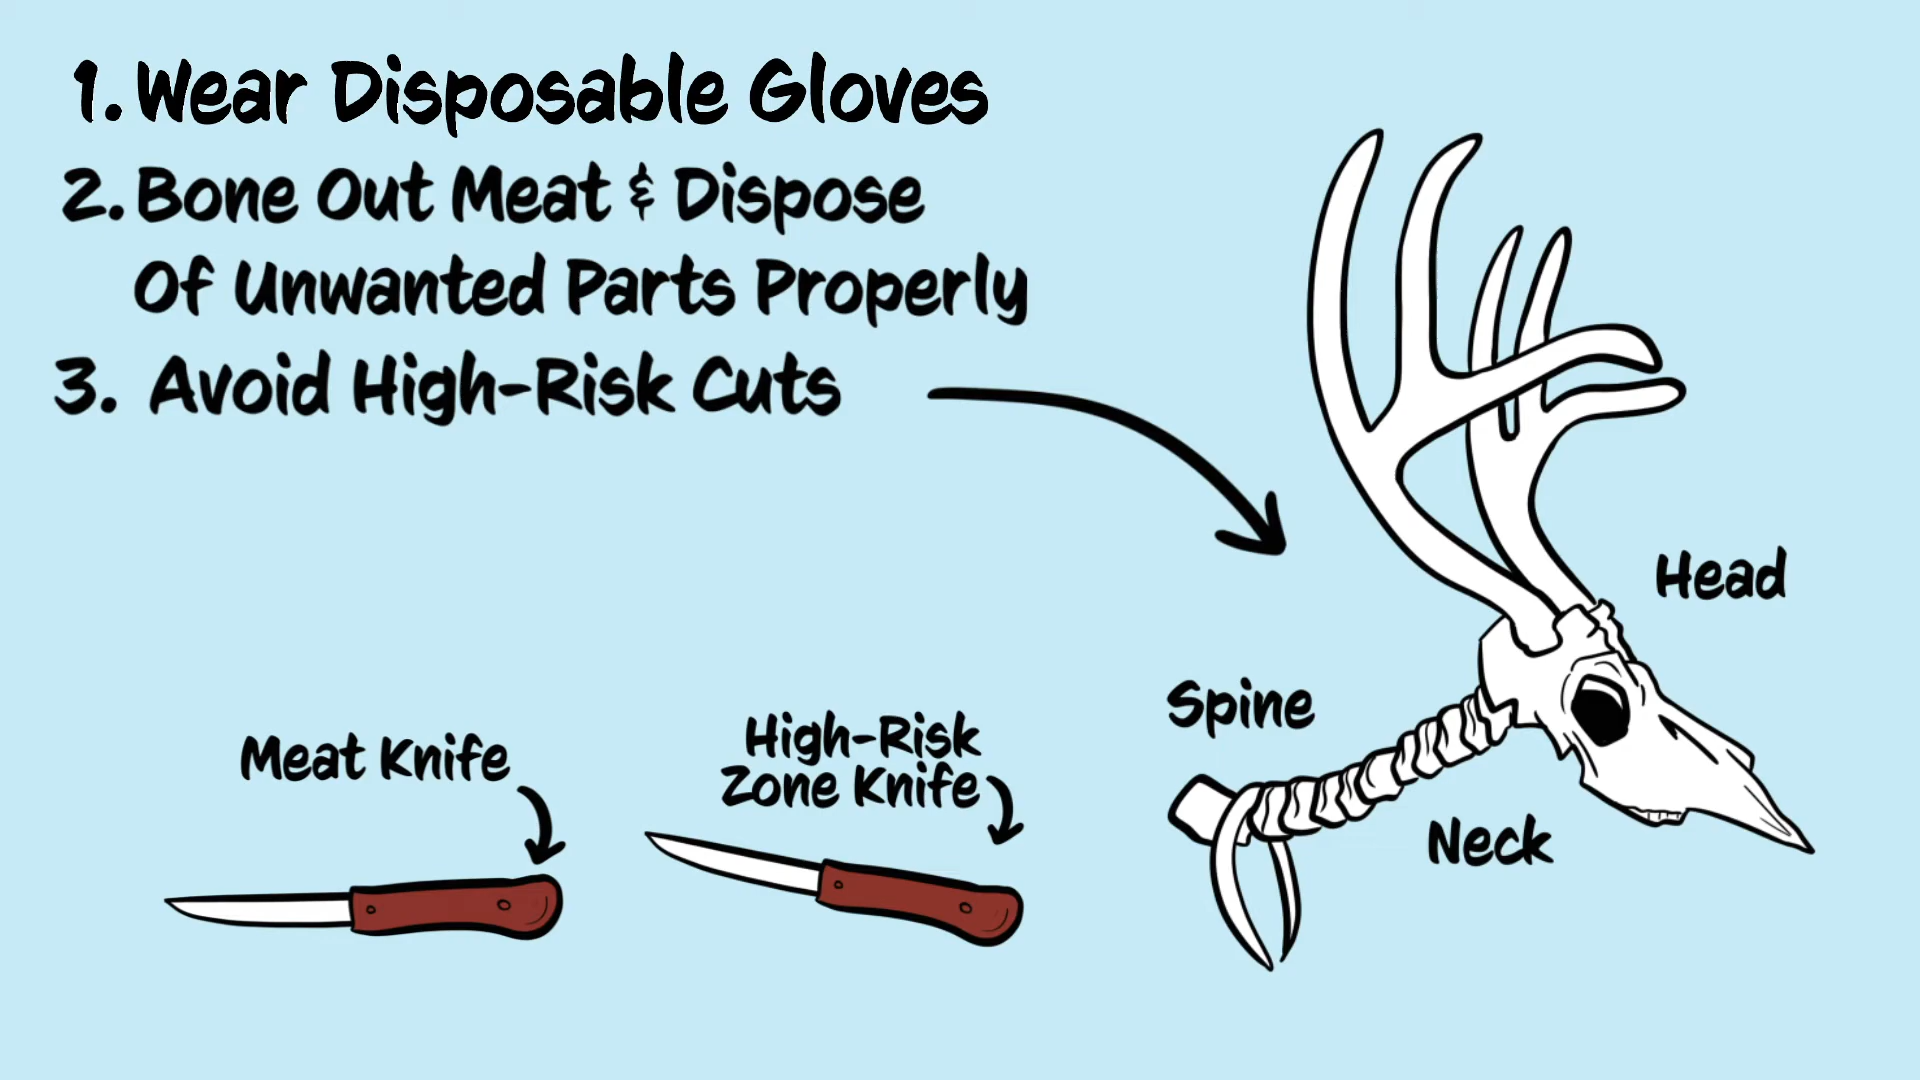 1. Wear Disposable Gloves
2. Bone Out Meat & Dispose
Of Unwanted Parts Properly
3. Avoid High-Risk Cuts
Head
Spine
Neck
Meat Knife
High-Risk
Zone Knife